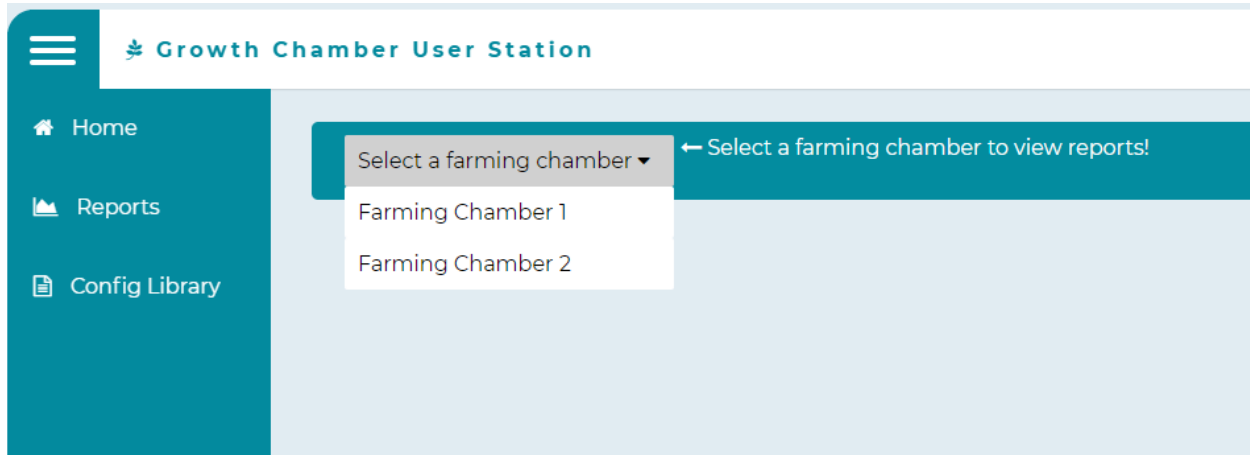 Growth Chamber User Station
Home
Reports
Config Library
Select a farming chamber
Select a farming chamber to view reports!
Farming Chamber 1
Farming Chamber 2